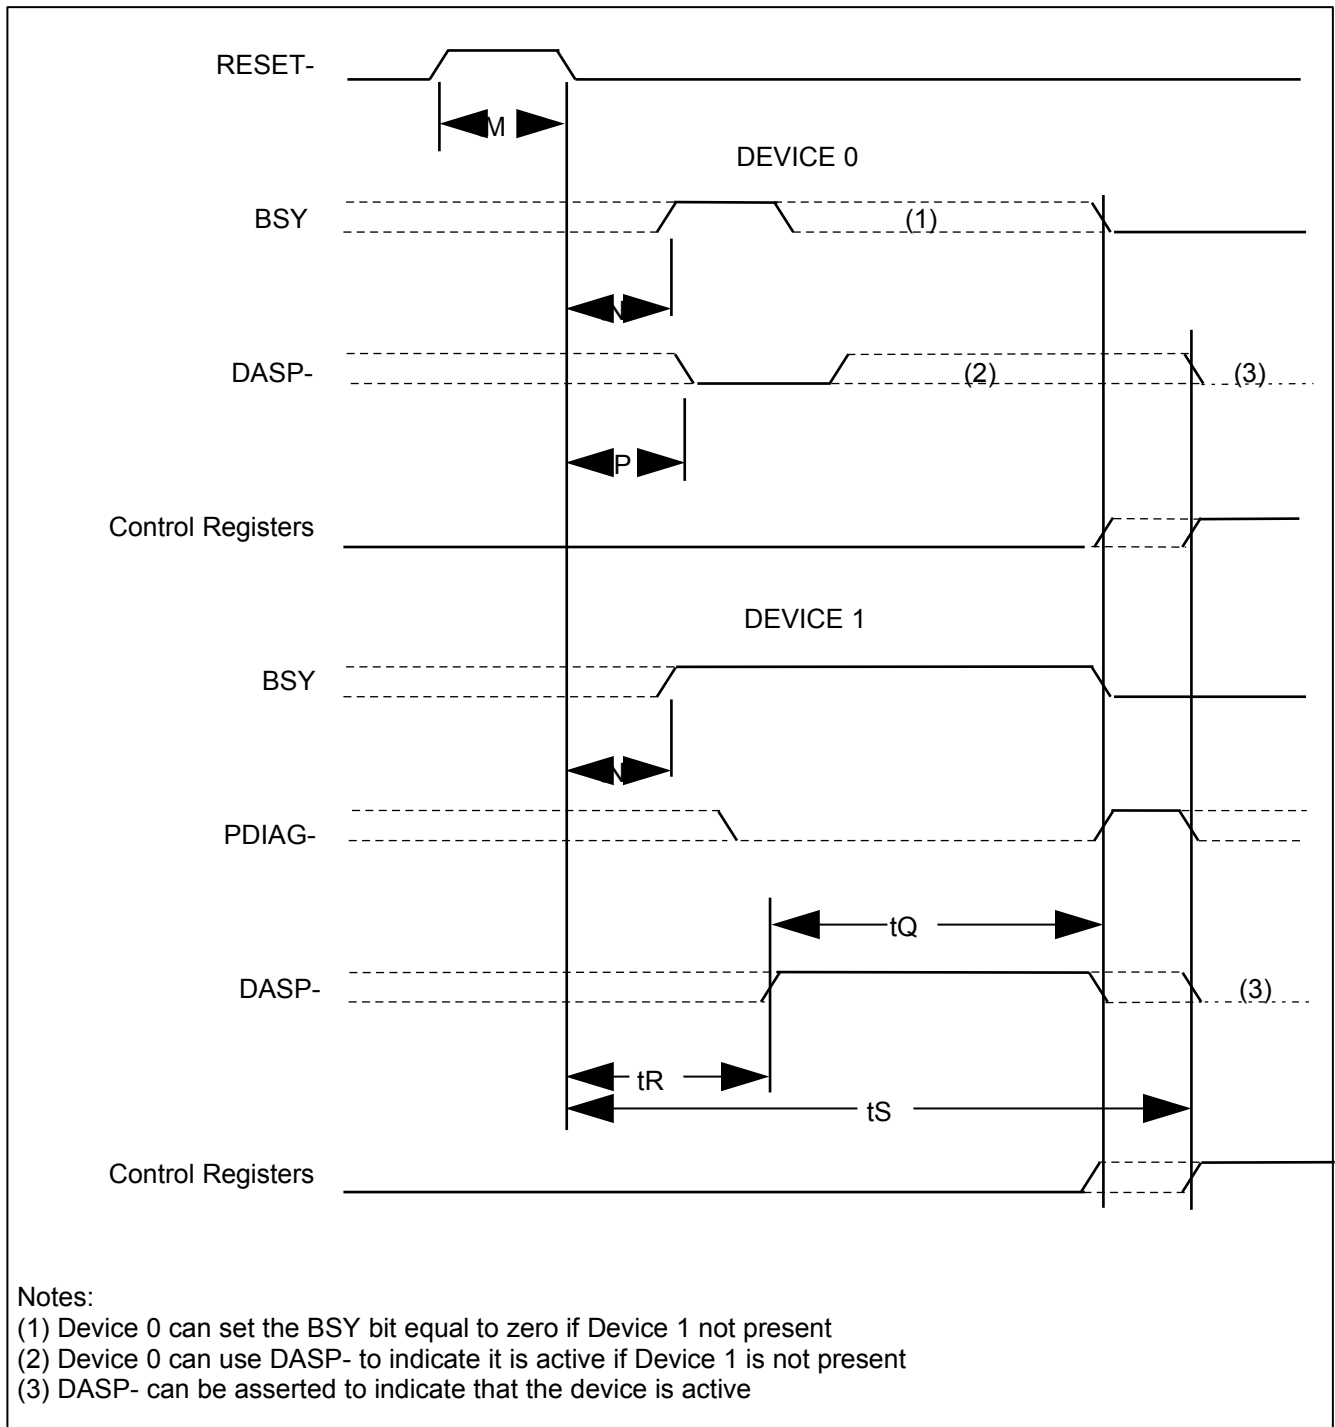 RESET-
M
DEVICE 0
BSY
(1)
N
DASP-
(2)
(3)
P
Control Registers
DEVICE 1
BSY
N
PDIAG-
tQ
DASP-
(3)
tR
tS
Control Registers
Notes:
(1) Device 0 can set the BSY bit equal to zero if Device 1 not present
(2) Device 0 can use DASP- to indicate it is active if Device 1 is not present
(3) DASP- can be asserted to indicate that the device is active